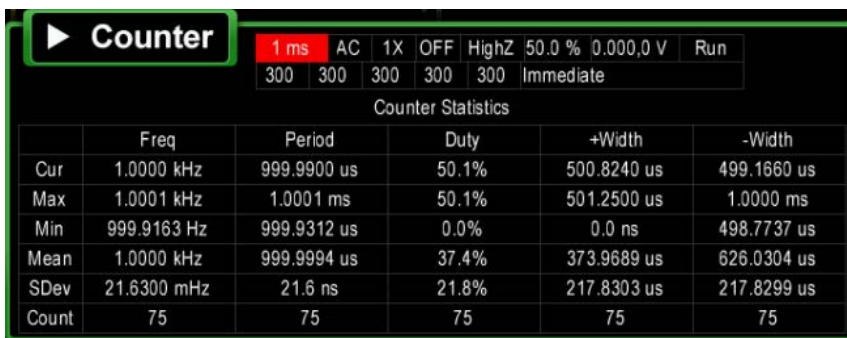 Counter
1 ms AC 1X OFF HighZ 50.0 % 0.000,0 V Run
300 300 300 300 300 Immediate
Counter Statistics
Freq Period Duty +Width -Width
Cur 1.0000 kHz 999.9900 us 50.1% 500.8240 us 499.1660 us
Max 1.0001 kHz 1.0001 ms 50.1% 501.2500 us 1.0000 ms
Min 999.9163 Hz 999.9312 us 0.0% 0.0 ns 498.7737 us
Mean 1.0000 kHz 999.9994 us 37.4% 373.9689 us 626.0304 us
SDev 21.6300 mHz 21.6 ns 21.8% 217.8303 us 217.8299 us
Count 75 75 75 75 75